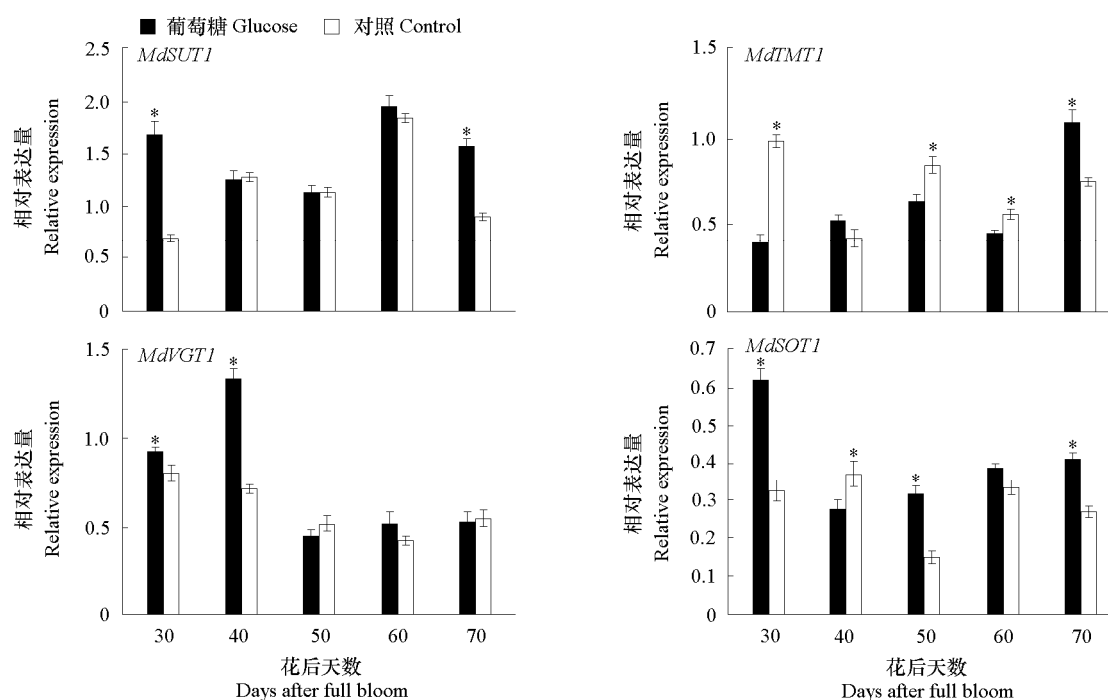 葡萄糖 Glucose 对照 Control
MdSUT1
2.5
2.0
1.5
1.0
0.5
0
相对表达量
Relative expression
* *
MdTMT1
1.5
1.0
0.5
0
相对表达量
Relative expression
* * * *
MdVGT1
1.5
1.0
0.5
0
相对表达量
Relative expression
* *
30 40 50 60 70
花后天数
Days after full bloom
MdSOT1
0.7
0.6
0.5
0.4
0.3
0.2
0.1
0
相对表达量
Relative expression
* * * *
30 40 50 60 70
花后天数
Days after full bloom